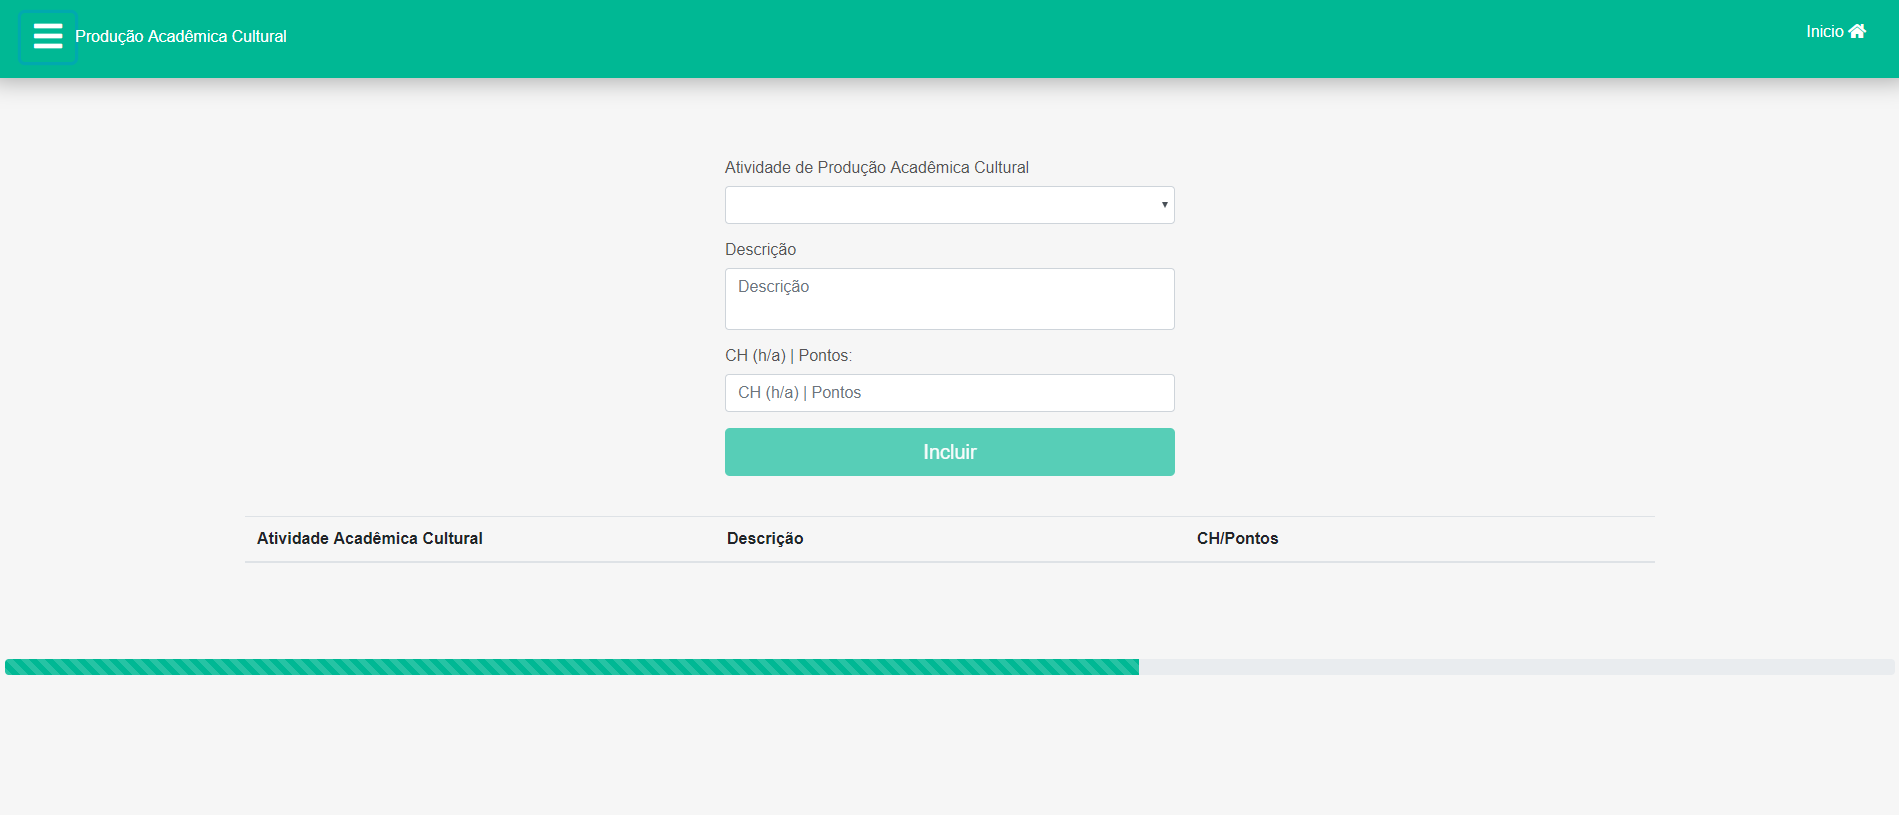 Produção Acadêmica Cultural
Inicio
Atividade de Produção Acadêmica Cultural
Descrição
Descrição
CH (h/a) | Pontos:
CH (h/a) | Pontos
Incluir
Atividade Acadêmica Cultural Descrição CH/Pontos